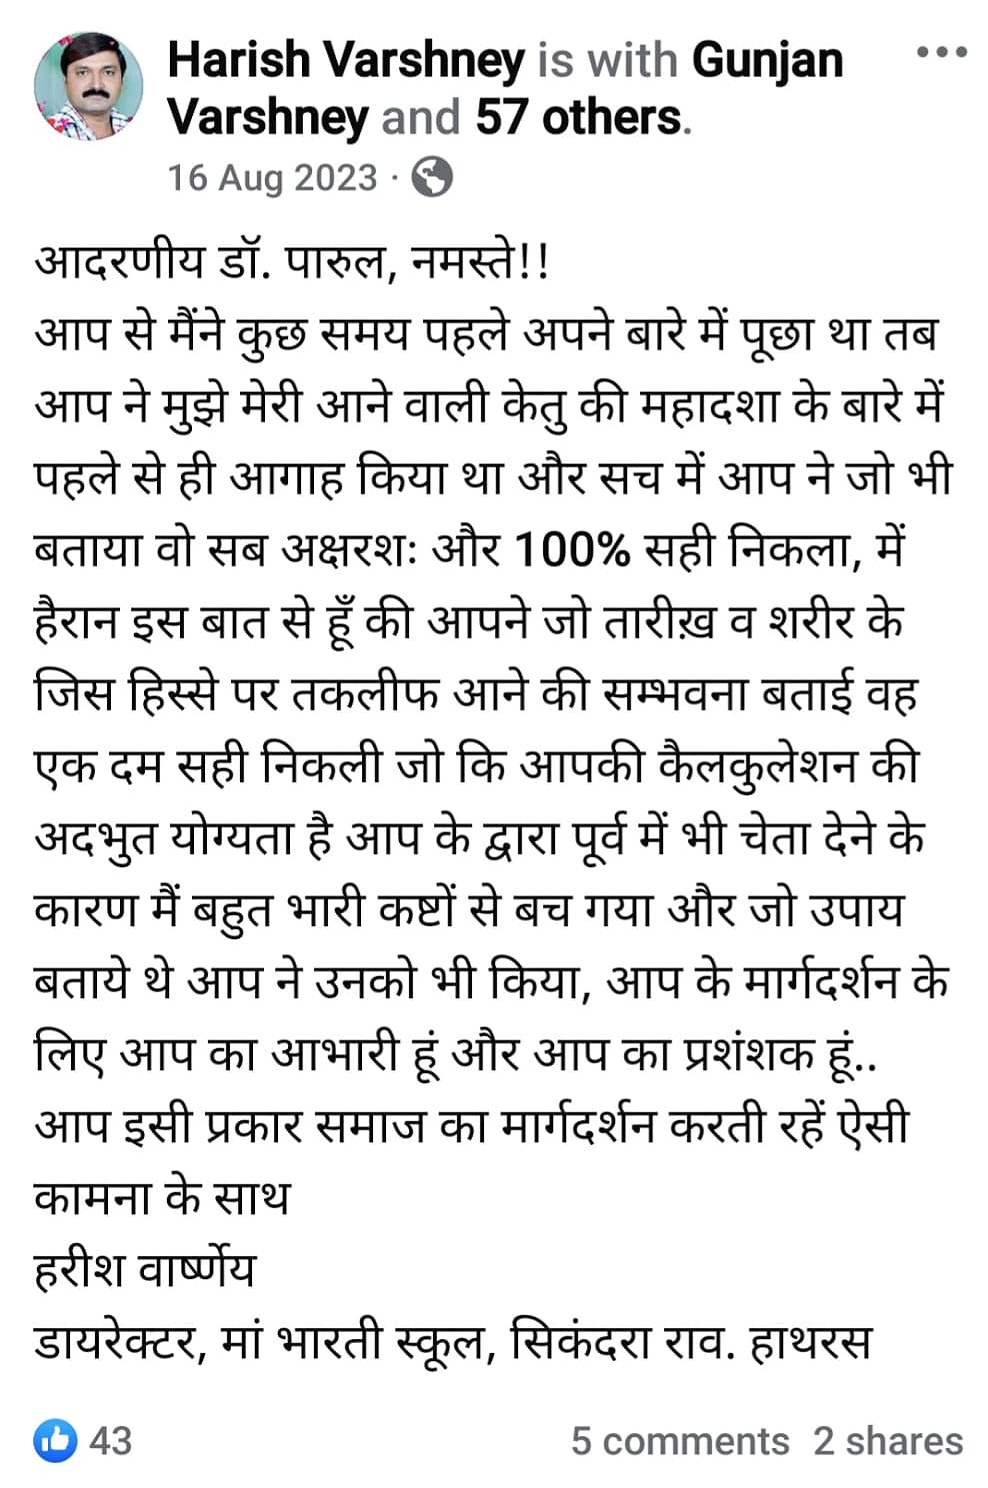 Harish Varshney is with Gunjan
Varshney and 57 others.
16 Aug 2023 ·
आदरणीय डॉ. पारुल, नमस्ते!!
आप से मैंने कुछ समय पहले अपने बारे में पूछा था तब
आप ने मुझे मेरी आने वाली केतु की महादशा के बारे में
पहले से ही आगाह किया था और सच में आप ने जो भी
बताया वो सब अक्षरशः और 100% सही निकला, में
हैरान इस बात से हूँ की आपने जो तारीख़ व शरीर के
जिस हिस्से पर तकलीफ आने की सम्भवना बताई वह
एक दम सही निकली जो कि आपकी कैलकुलेशन की
अदभुत योग्यता है आप के द्वारा पूर्व में भी चेता देने के
कारण मैं बहुत भारी कष्टों से बच गया और जो उपाय
बताये थे आप ने उनको भी किया, आप के मार्गदर्शन के
लिए आप का आभारी हूं और आप का प्रशंशक हूं..
आप इसी प्रकार समाज का मार्गदर्शन करती रहें ऐसी
कामना के साथ
हरीश वार्ष्णेय
डायरेक्टर, मां भारती स्कूल, सिकंदरा राव. हाथरस
43
5 comments 2 shares